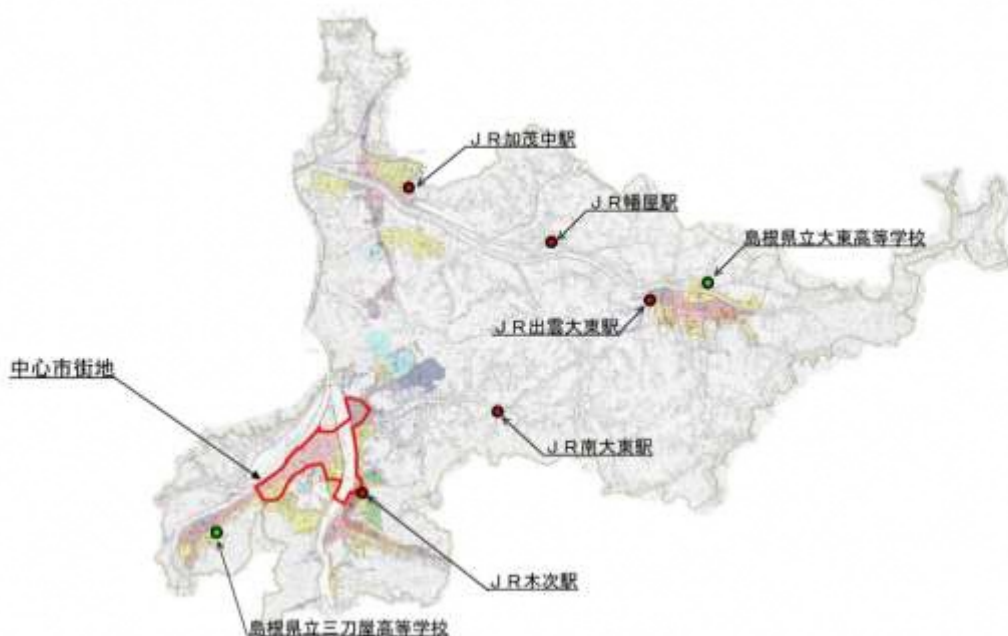 ＪＲ加茂中駅
ＪＲ幡屋駅
島根県立大東高等学校
ＪＲ出雲大東駅
中心市街地
ＪＲ南大東駅
ＪＲ木次駅
島根県立三刀屋高等学校